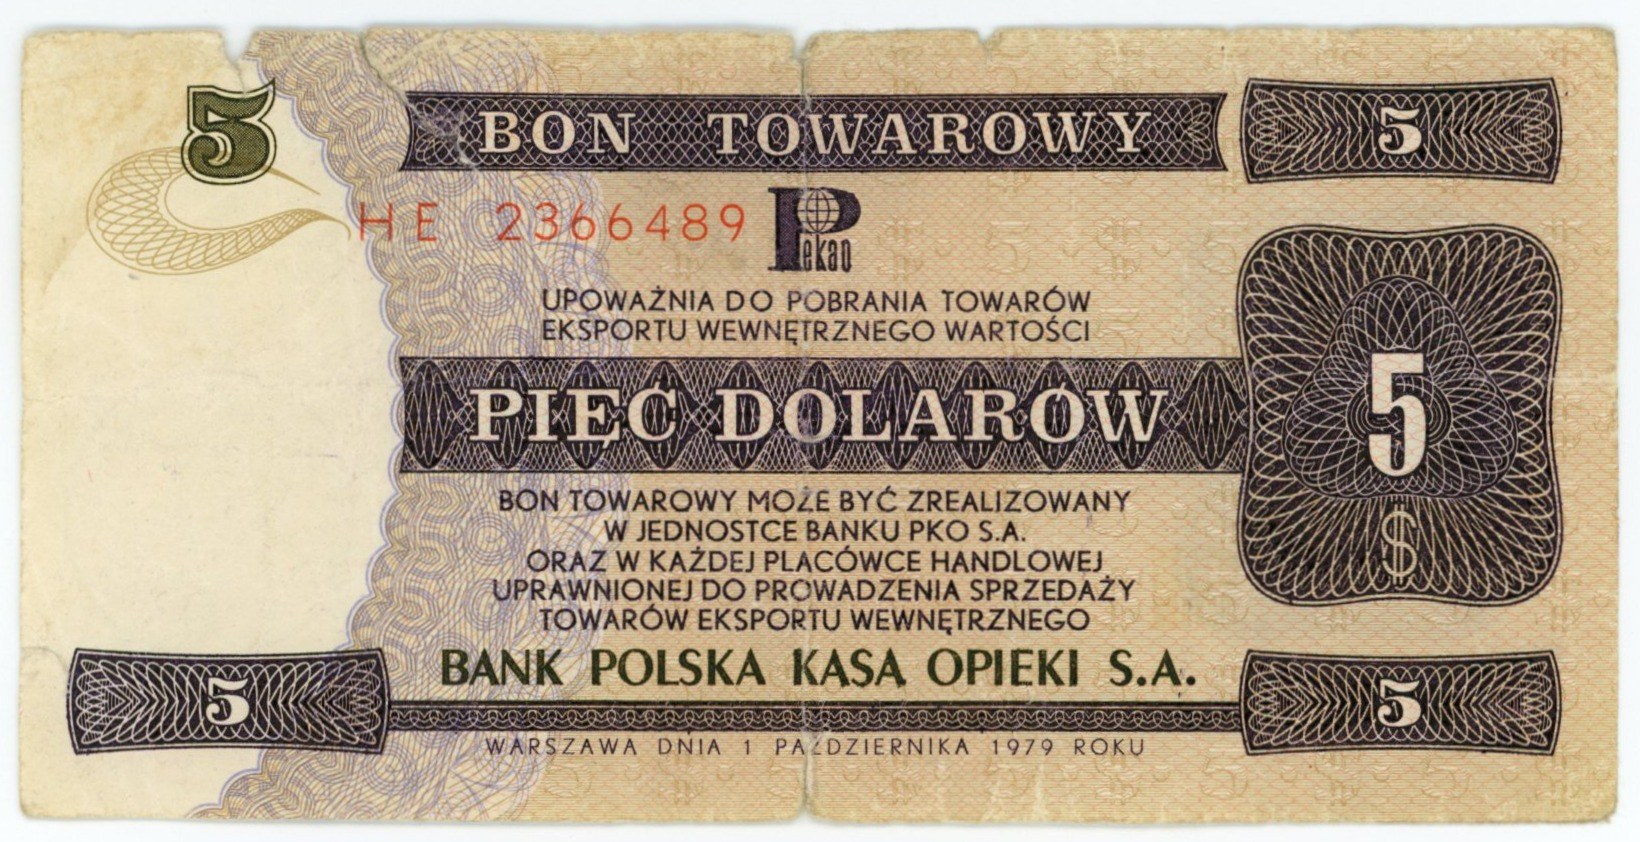 5
BON TOWAROWY
5
HE 2366489
Pekao
UPOWAŻNIA DO POBRANIA TOWARÓW
EKSPORTU WEWNĘTRZNEGO WARTOŚCI
PIĘĆ DOLARÓW
5
$
BON TOWAROWY MOŻE BYĆ ZREALIZOWANY
W JEDNOSTCE BANKU PKO S.A.
ORAZ W KAŻDEJ PLACÓWCE HANDLOWEJ
UPRAWNIONEJ DO PROWADZENIA SPRZEDAŻY
TOWARÓW EKSPORTU WEWNĘTRZNEGO
BANK POLSKA KASA OPIEKI S.A.
5
5
WARSZAWA DNIA 1 PAŹDZIERNIKA 1979 ROKU